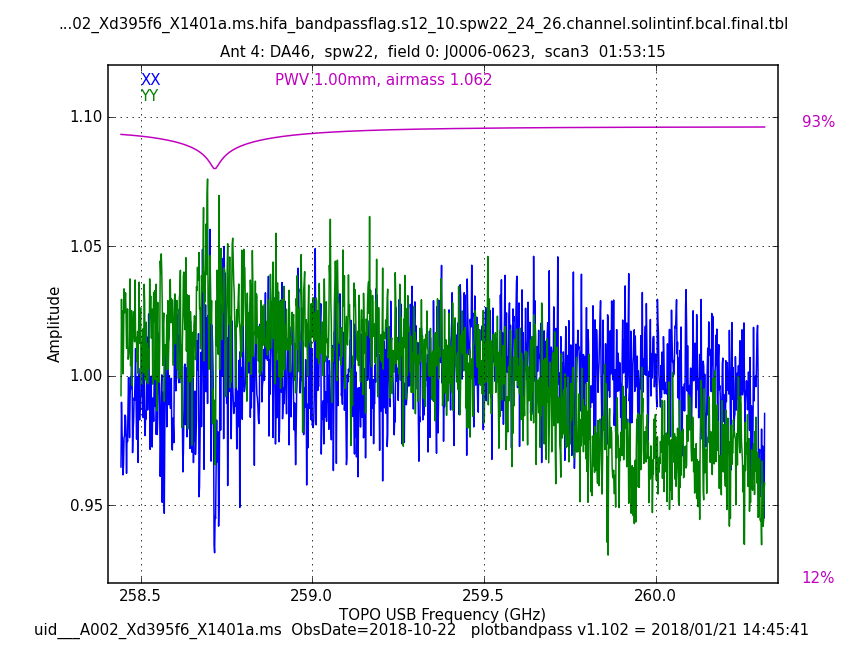 ...02_Xd395f6_X1401a.ms.hifa_bandpassflag.s12_10.spw22_24_26.channel.solintinf.bcal.final.tbl
Ant 4: DA46,  spw22,  field 0: J0006-0623,  scan3  01:53:15
XX
PWV 1.00mm, airmass 1.062
YY
1.10
93%
1.05
Amplitude
1.00
0.95
12%
258.5
259.0
259.5
260.0
TOPO USB Frequency (GHz)
uid___A002_Xd395f6_X1401a.ms  ObsDate=2018-10-22   plotbandpass v1.102 = 2018/01/21 14:45:41